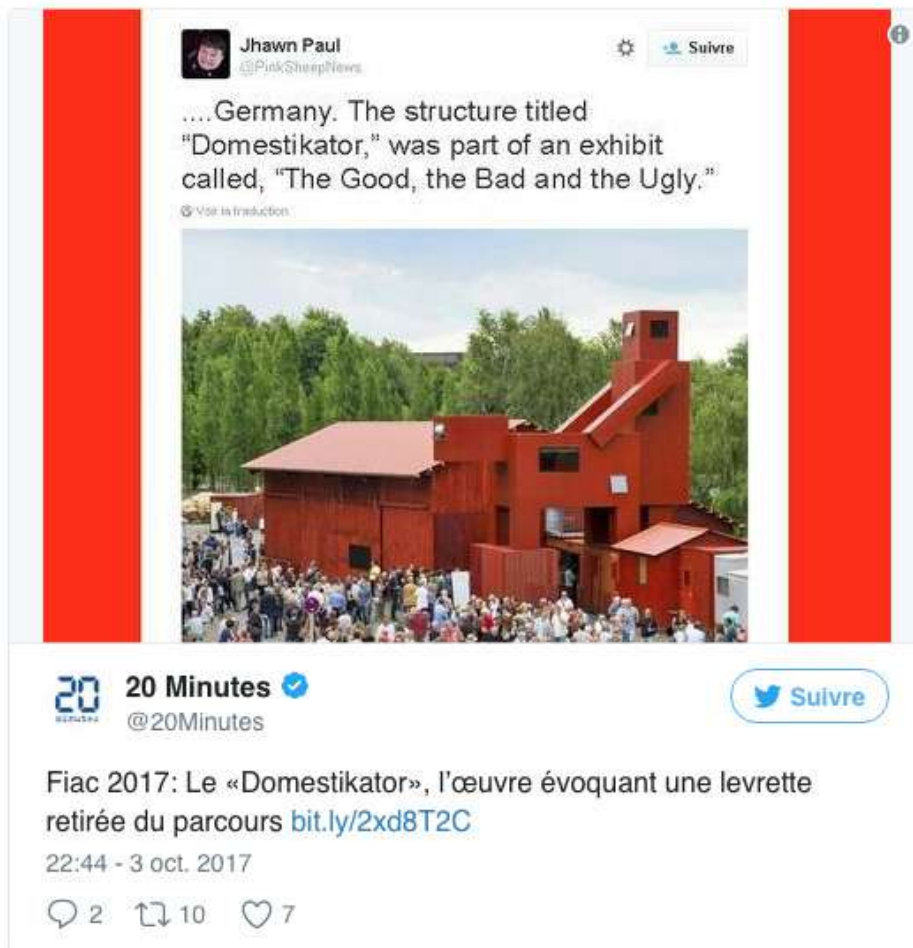 Jhawn Paul
@PinkSheepNews
Suivre
....Germany. The structure titled
“Domestikator,” was part of an exhibit
called, “The Good, the Bad and the Ugly.”
Voir la traduction
20 Minutes
20
minutes
@20Minutes
Suivre
Fiac 2017: Le «Domestikator», l’œuvre évoquant une levrette
retirée du parcours bit.ly/2xd8T2C
22:44 - 3 oct. 2017
2 10 7